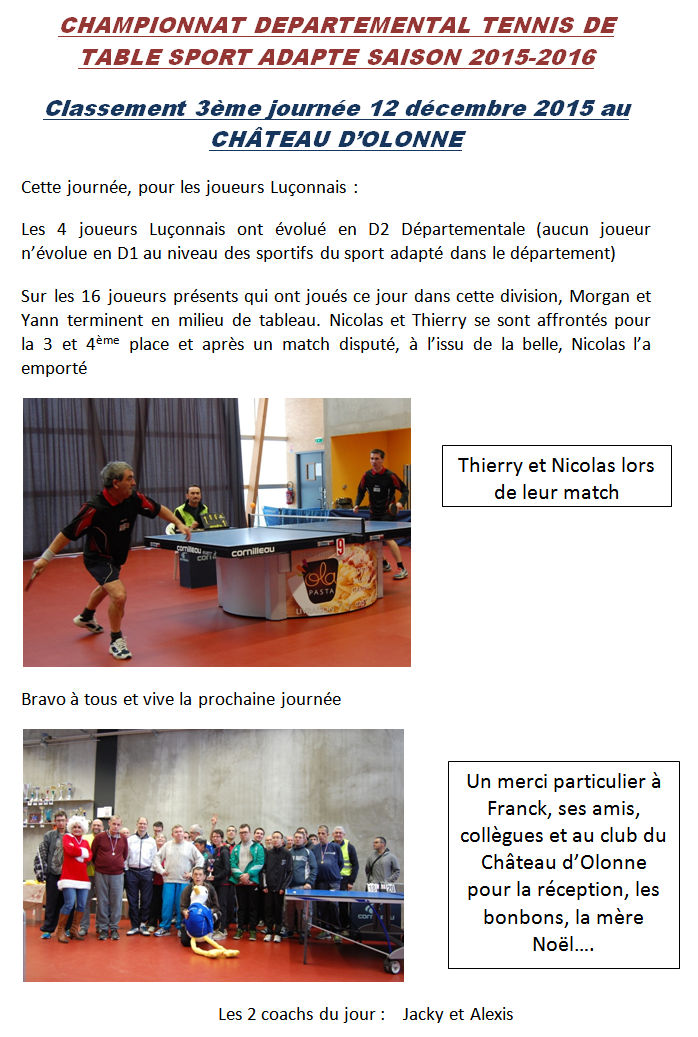 CHAMPIONNAT DEPARTEMENTAL TENNIS DE
TABLE SPORT ADAPTE SAISON 2015-2016
Classement 3ème journée 12 décembre 2015 au
CHÂTEAU D’OLONNE
Cette journée, pour les joueurs Luçonnais :
Les 4 joueurs Luçonnais ont évolué en D2 Départementale (aucun joueur
n’évolue en D1 au niveau des sportifs du sport adapté dans le département)
Sur les 16 joueurs présents qui ont joués ce jour dans cette division, Morgan et
Yann terminent en milieu de tableau. Nicolas et Thierry se sont affrontés pour
la 3 et 4ème place et après un match disputé, à l’issu de la belle, Nicolas l’a
emporté
cornilleau
cornilleau
9
ola
PASTA
Thierry et Nicolas lors
de leur match
Bravo à tous et vive la prochaine journée
cornilleau
Un merci particulier à
Franck, ses amis,
collègues et au club du
Château d’Olonne
pour la réception, les
bonbons, la mère
Noël….
Les 2 coachs du jour : Jacky et Alexis